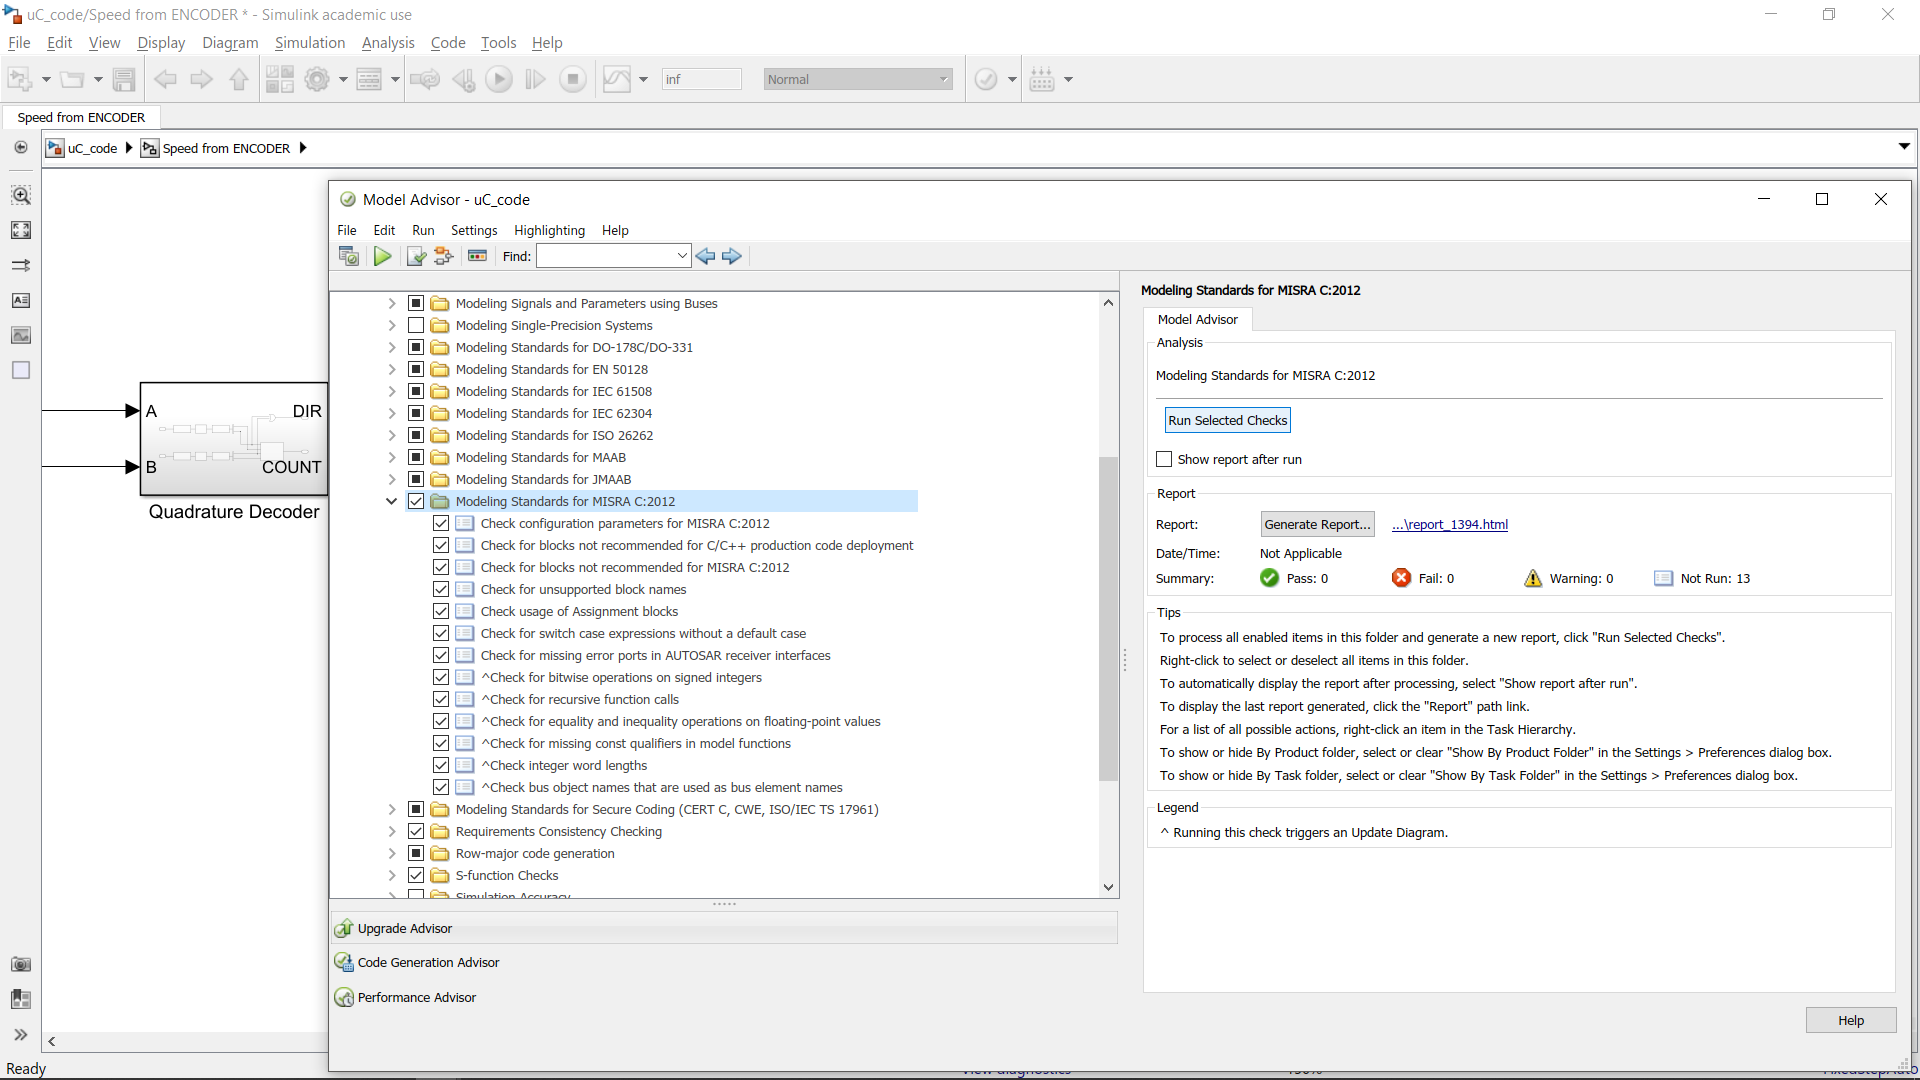 uC_code/Speed from ENCODER * - Simulink academic use
File Edit View Display Diagram Simulation Analysis Code Tools Help
inf Normal
Speed from ENCODER
uC_code Speed from ENCODER
A DIR
B COUNT
Quadrature Decoder
Model Advisor - uC_code
File Edit Run Settings Highlighting Help
Find:
Modeling Signals and Parameters using Buses
Modeling Single-Precision Systems
Modeling Standards for DO-178C/DO-331
Modeling Standards for EN 50128
Modeling Standards for IEC 61508
Modeling Standards for IEC 62304
Modeling Standards for ISO 26262
Modeling Standards for MAAB
Modeling Standards for JMAAB
Modeling Standards for MISRA C:2012
Check configuration parameters for MISRA C:2012
Check for blocks not recommended for C/C++ production code deployment
Check for blocks not recommended for MISRA C:2012
Check for unsupported block names
Check usage of Assignment blocks
Check for switch case expressions without a default case
Check for missing error ports in AUTOSAR receiver interfaces
^Check for bitwise operations on signed integers
^Check for recursive function calls
^Check for equality and inequality operations on floating-point values
^Check for missing const qualifiers in model functions
^Check integer word lengths
^Check bus object names that are used as bus element names
Modeling Standards for Secure Coding (CERT C, CWE, ISO/IEC TS 17961)
Requirements Consistency Checking
Row-major code generation
S-function Checks
Simulation Accuracy
Upgrade Advisor
Code Generation Advisor
Performance Advisor
Modeling Standards for MISRA C:2012
Model Advisor
Analysis
Modeling Standards for MISRA C:2012
Run Selected Checks
Show report after run
Report
Report: Generate Report... ...\report_1394.html
Date/Time: Not Applicable
Summary: Pass: 0 Fail: 0 Warning: 0 Not Run: 13
Tips
To process all enabled items in this folder and generate a new report, click "Run Selected Checks".
Right-click to select or deselect all items in this folder.
To automatically display the report after processing, select "Show report after run".
To display the last report generated, click the "Report" path link.
For a list of all possible actions, right-click an item in the Task Hierarchy.
To show or hide By Product folder, select or clear "Show By Product Folder" in the Settings > Preferences dialog box.
To show or hide By Task folder, select or clear "Show By Task Folder" in the Settings > Preferences dialog box.
Legend
^ Running this check triggers an Update Diagram.
Help
Ready View diagnostics 150% FixedStepAuto